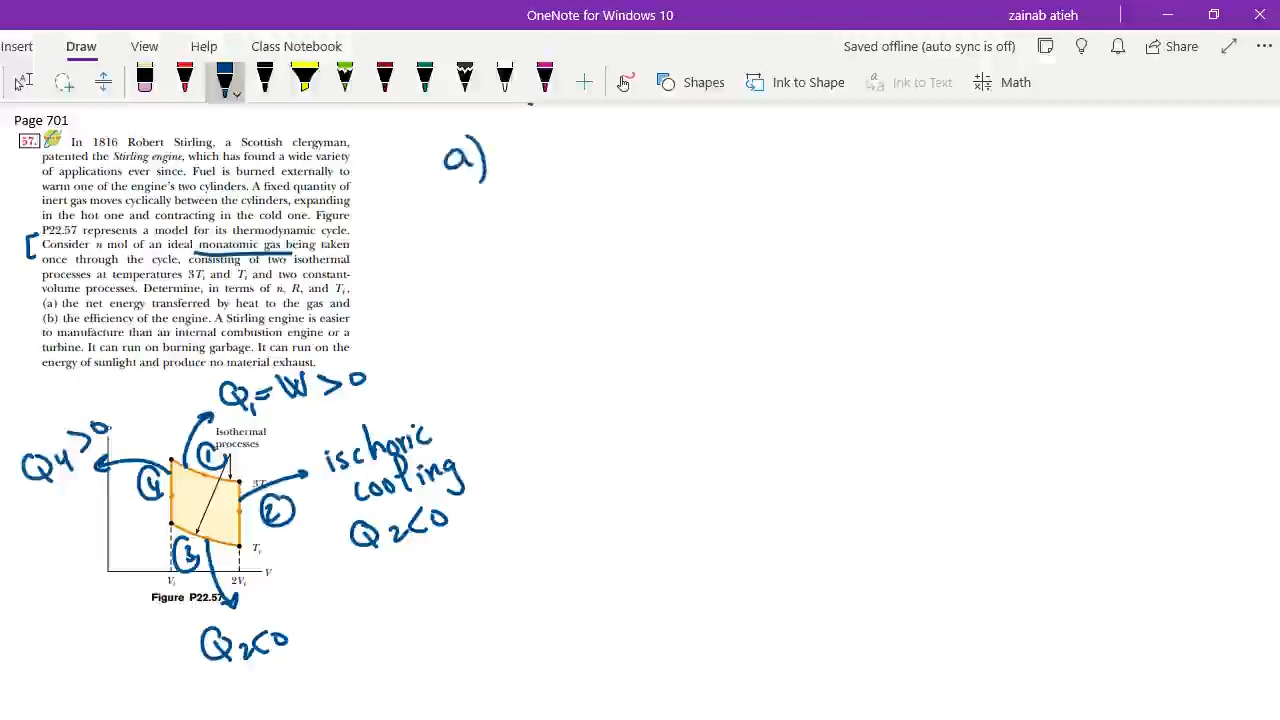 OneNote for Windows 10
zainab atieh
Insert
Draw
View
Help
Class Notebook
Saved offline (auto sync is off)
Share
Shapes
Ink to Shape
Ink to Text
Math
Page 701
57. In 1816 Robert Stirling, a Scottish clergyman,
patented the Stirling engine, which has found a wide variety
of applications ever since. Fuel is burned externally to
warm one of the engine's two cylinders. A fixed quantity of
inert gas moves cyclically between the cylinders, expanding
in the hot one and contracting in the cold one. Figure
P22.57 represents a model for its thermodynamic cycle.
Consider n mol of an ideal monatomic gas being taken
once through the cycle, consisting of two isothermal
processes at temperatures 3Ti and Ti and two constant-
volume processes. Determine, in terms of n, R, and Ti,
(a) the net energy transferred by heat to the gas and
(b) the efficiency of the engine. A Stirling engine is easier
to manufacture than an internal combustion engine or a
turbine. It can run on burning garbage. It can run on the
energy of sunlight and produce no material exhaust.
a)
Q1 = W > 0
Isothermal
processes
Q4 > 0
1
ischoric
cooling
Q2<0
4
2
3
Ti
Vi
2Vi
V
Figure P22.57
Q2<0